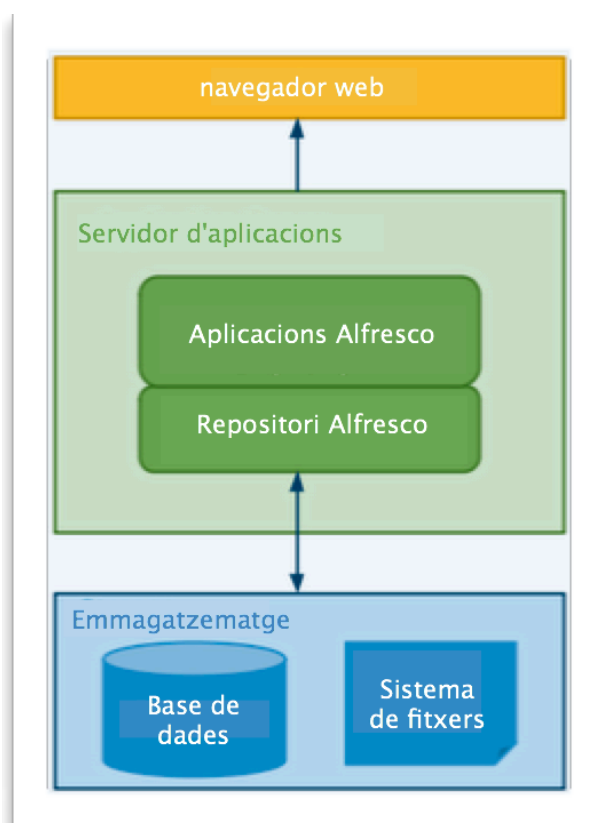 navegador web
Servidor d'aplicacions
Aplicacions Alfresco
Repositori Alfresco
Emmagatzematge
Base de
dades
Sistema
de fitxers